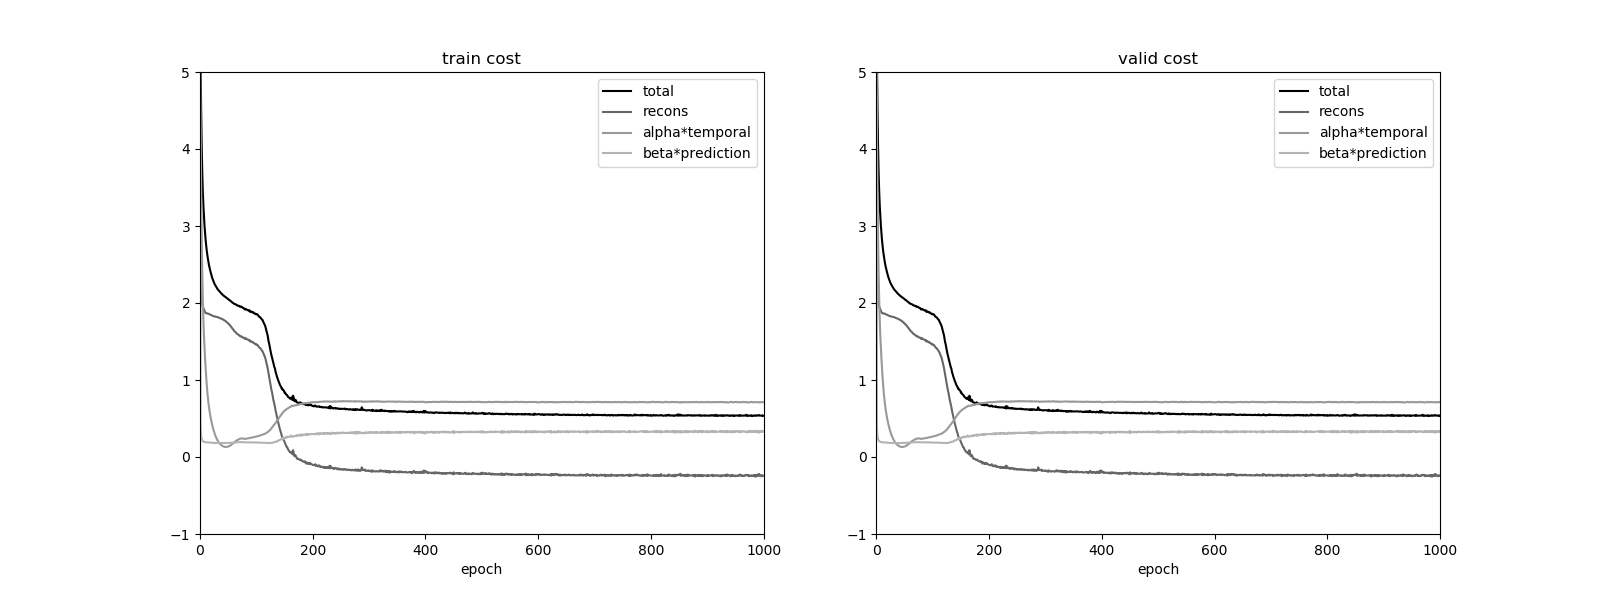 train cost
5
4
3
2
1
0
−1
0 200 400 600 800 1000
epoch
total
recons
alpha*temporal
beta*prediction
valid cost
5
4
3
2
1
0
−1
0 200 400 600 800 1000
epoch
total
recons
alpha*temporal
beta*prediction